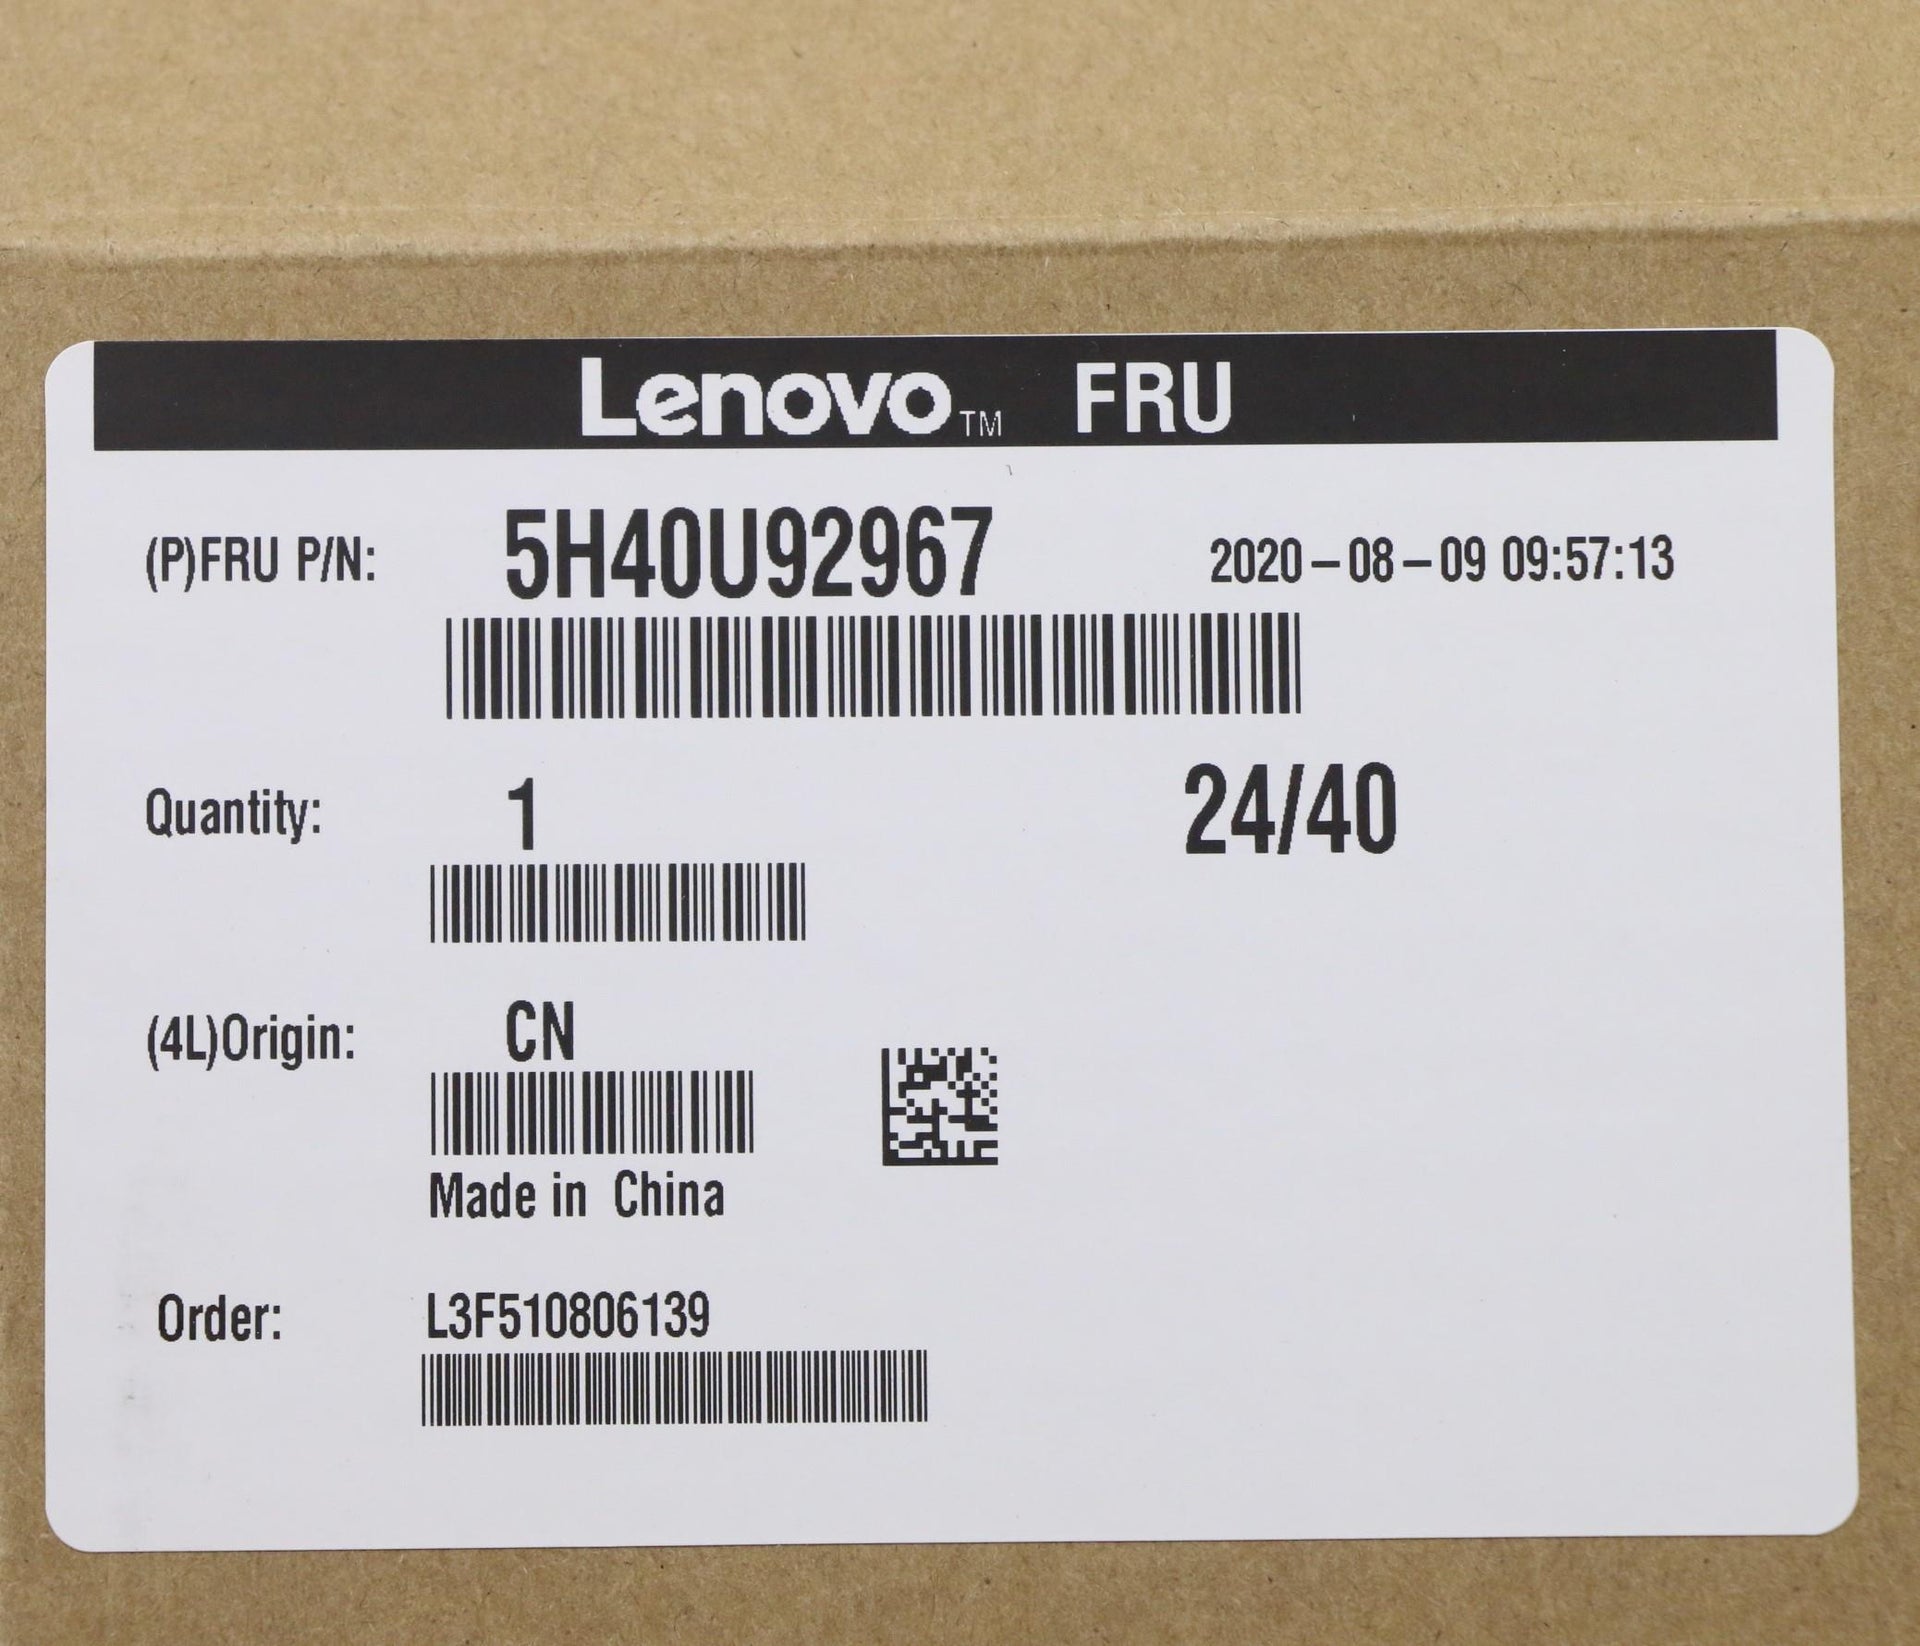 Lenovo™ FRU
(P)FRU P/N: 5H40U92967 2020-08-09 09:57:13
Quantity: 1 24/40
(4L)Origin: CN
Made in China
Order: L3F510806139